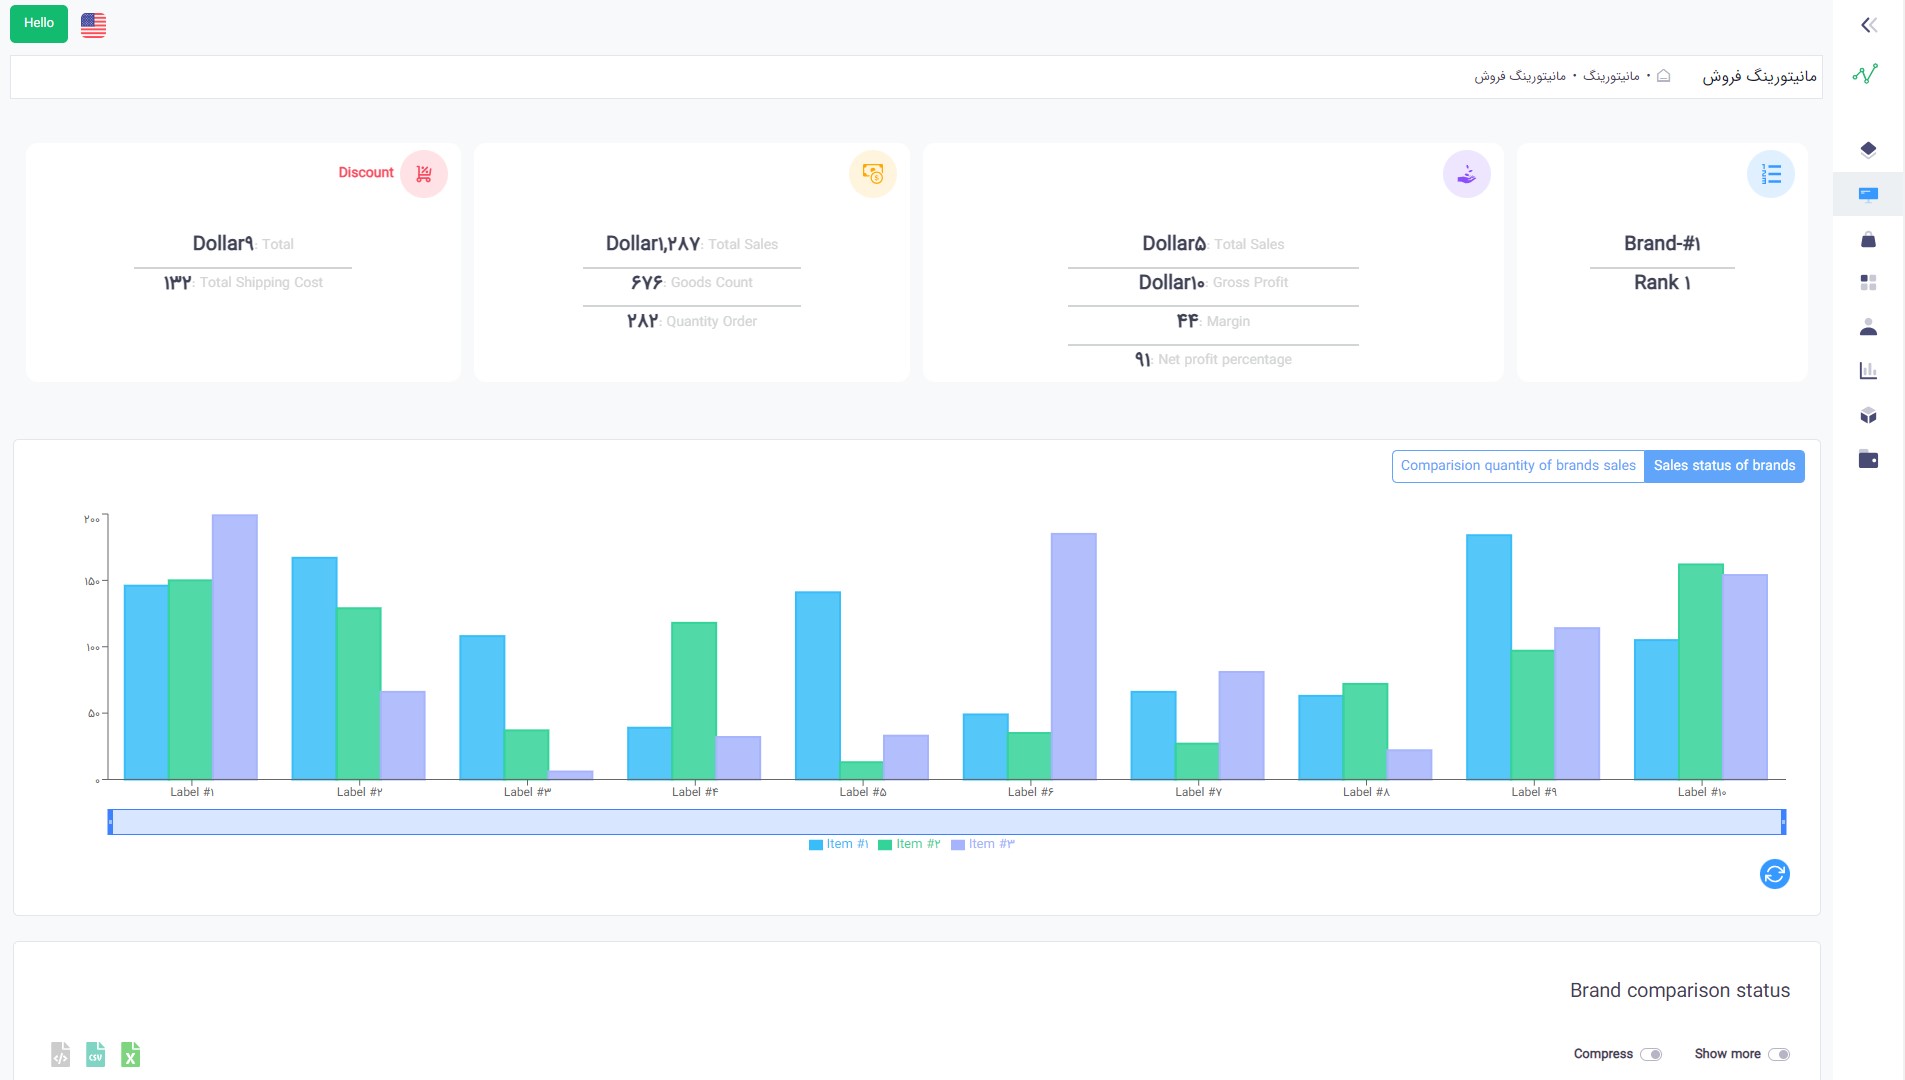 Hello
مانیتورینگ فروش
مانیتورینگ • مانیتورینگ فروش
Brand-#۱
Rank ۱
Dollar۵: Total Sales
Dollar۱۰: Gross Profit
۴۴: Margin
۹۱: Net profit percentage
Dollar۱,۲۸۷: Total Sales
۶۷۶: Goods Count
۲۸۲: Quantity Order
Discount
Dollar۹: Total
۱۳۲: Total Shipping Cost
Comparision quantity of brands sales
Sales status of brands
۲۰۰
۱۵۰
۱۰۰
۵۰
۰
Label #۱ Label #۲ Label #۳ Label #۴ Label #۵ Label #۶ Label #۷ Label #۸ Label #۹ Label #۱۰
Item #۱ Item #۲ Item #۳
Brand comparison status
CSV X
Compress Show more